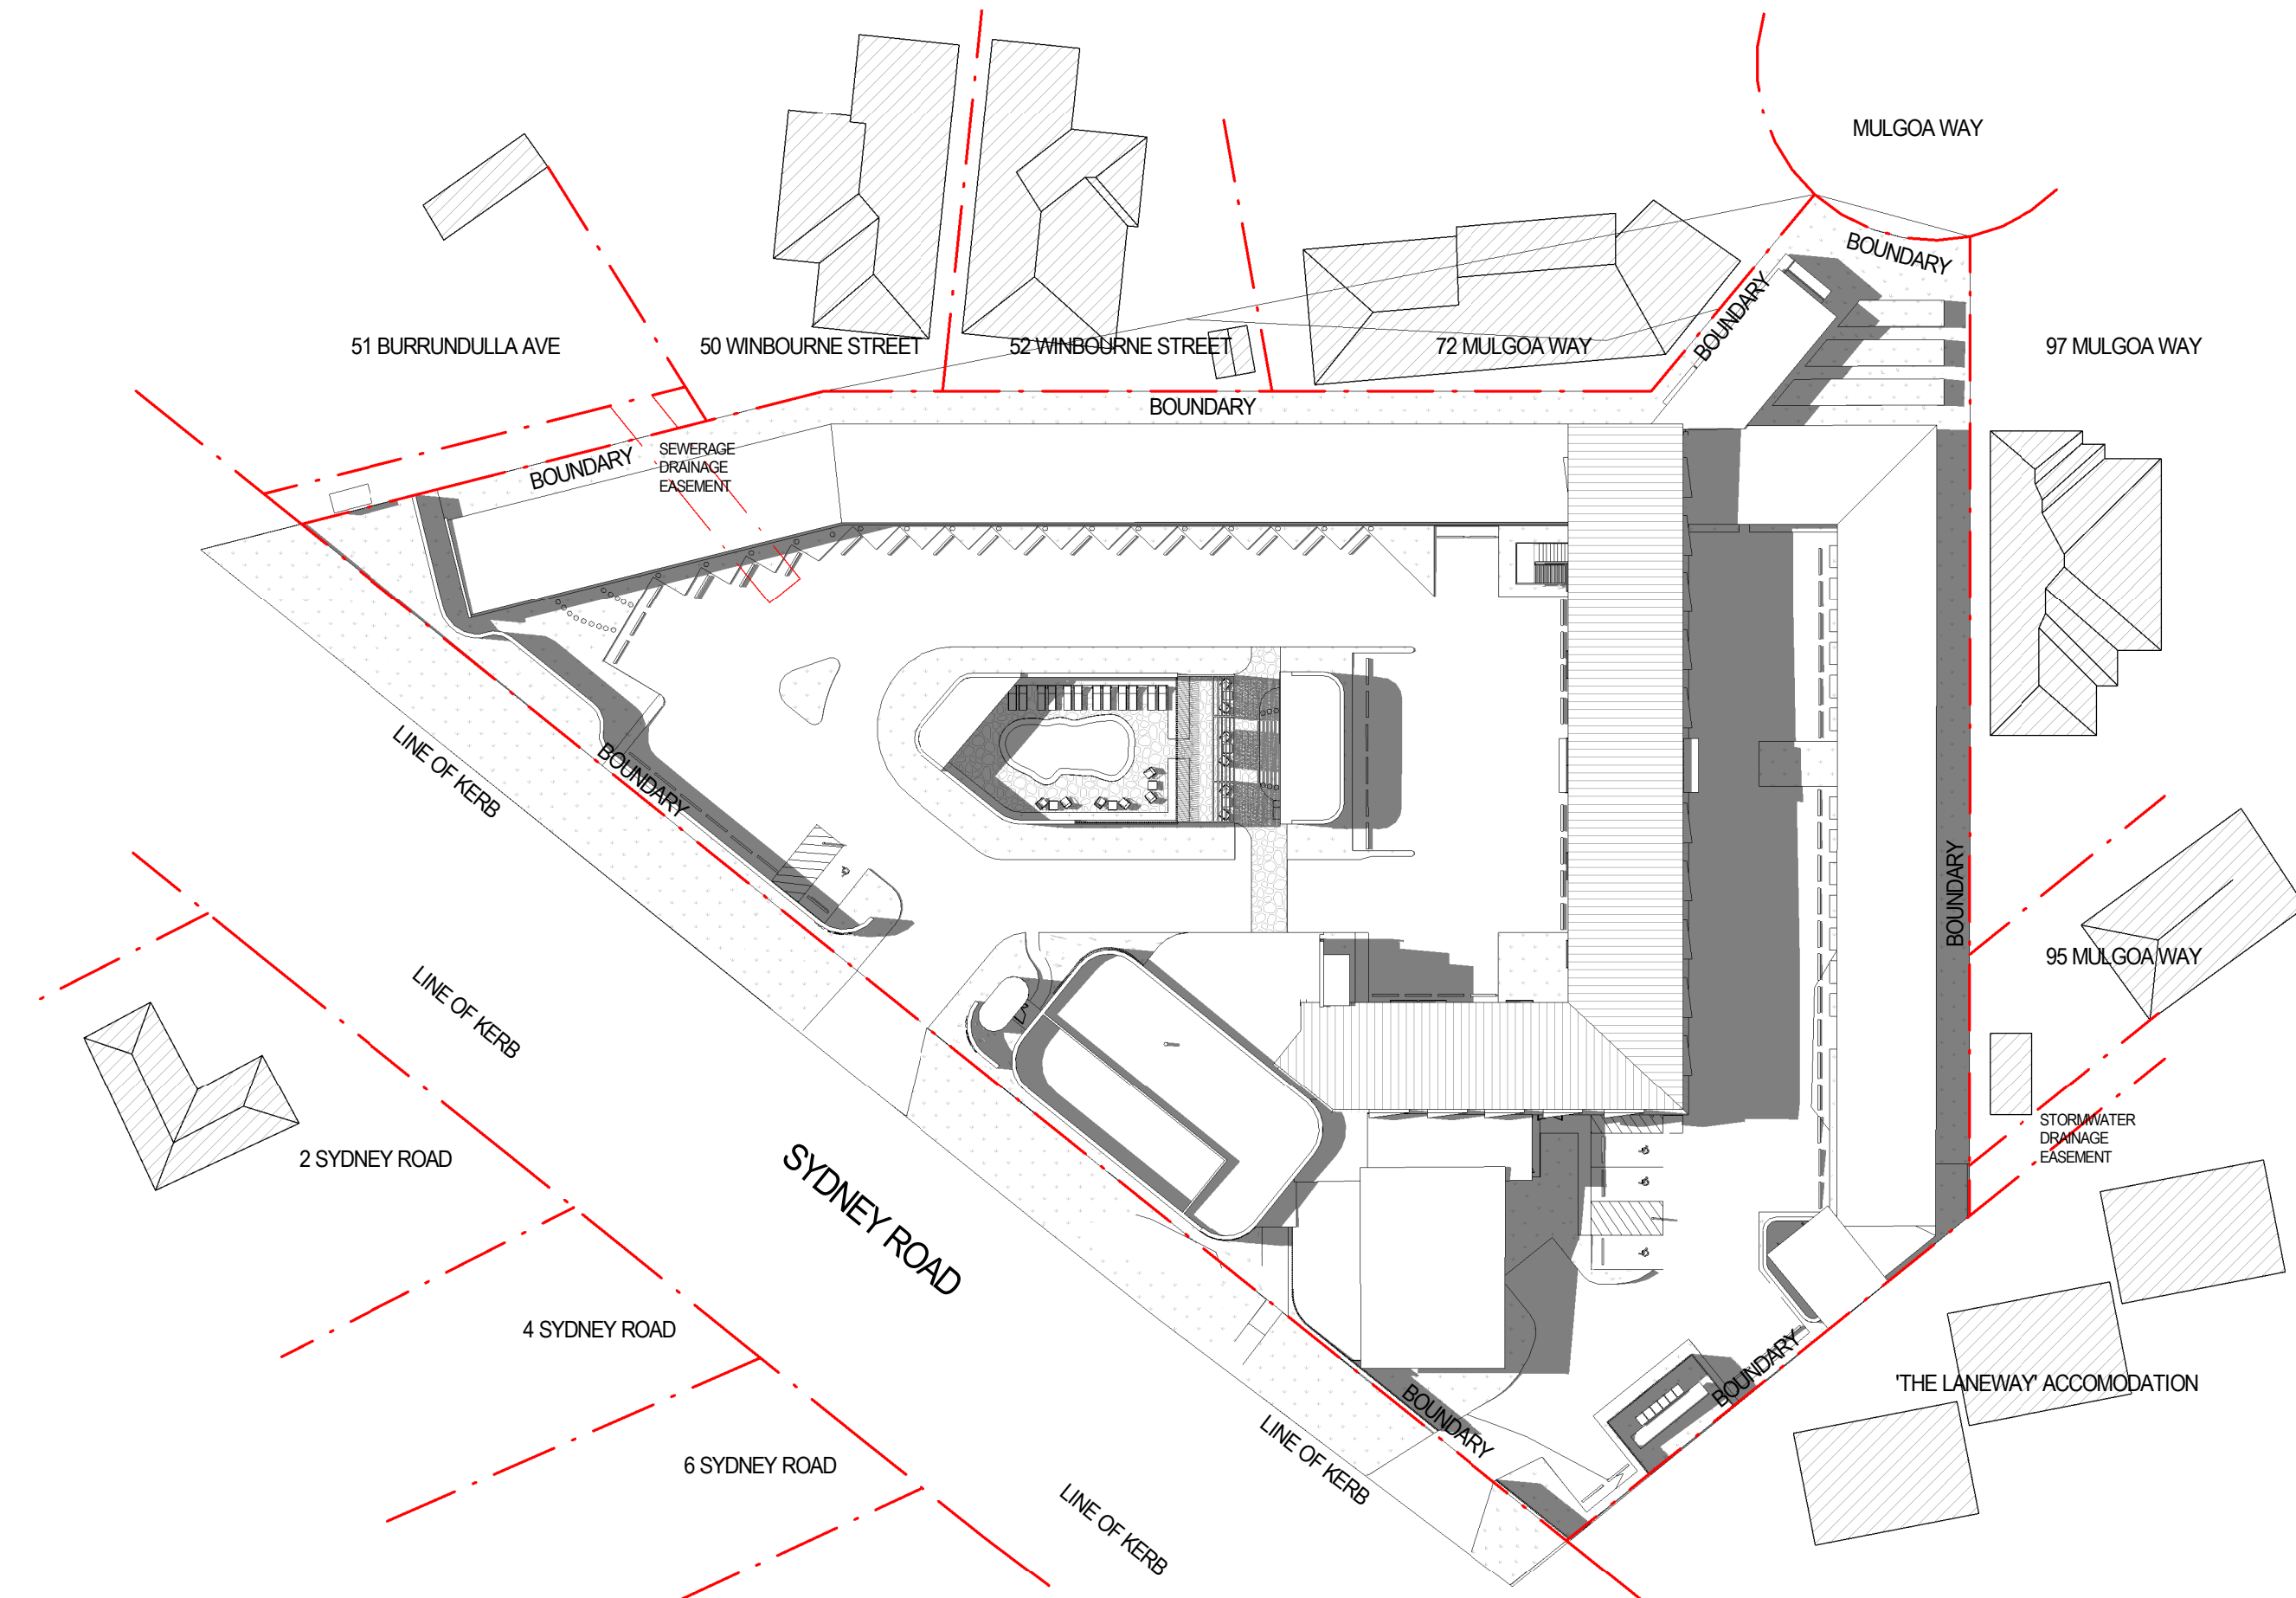 MULGOA WAY
BOUNDARY
BOUNDARY
51 BURRUNDULLA AVE
50 WINBOURNE STREET
52 WINBOURNE STREET
72 MULGOA WAY
97 MULGOA WAY
BOUNDARY
BOUNDARY
SEWERAGE
DRAINAGE
EASEMENT
LINE OF KERB
BOUNDARY
BOUNDARY
95 MULGOA WAY
LINE OF KERB
STORMWATER
DRAINAGE
EASEMENT
2 SYDNEY ROAD
SYDNEY ROAD
4 SYDNEY ROAD
BOUNDARY
'THE LANEWAY' ACCOMODATION
BOUNDARY
6 SYDNEY ROAD
LINE OF KERB
LINE OF KERB